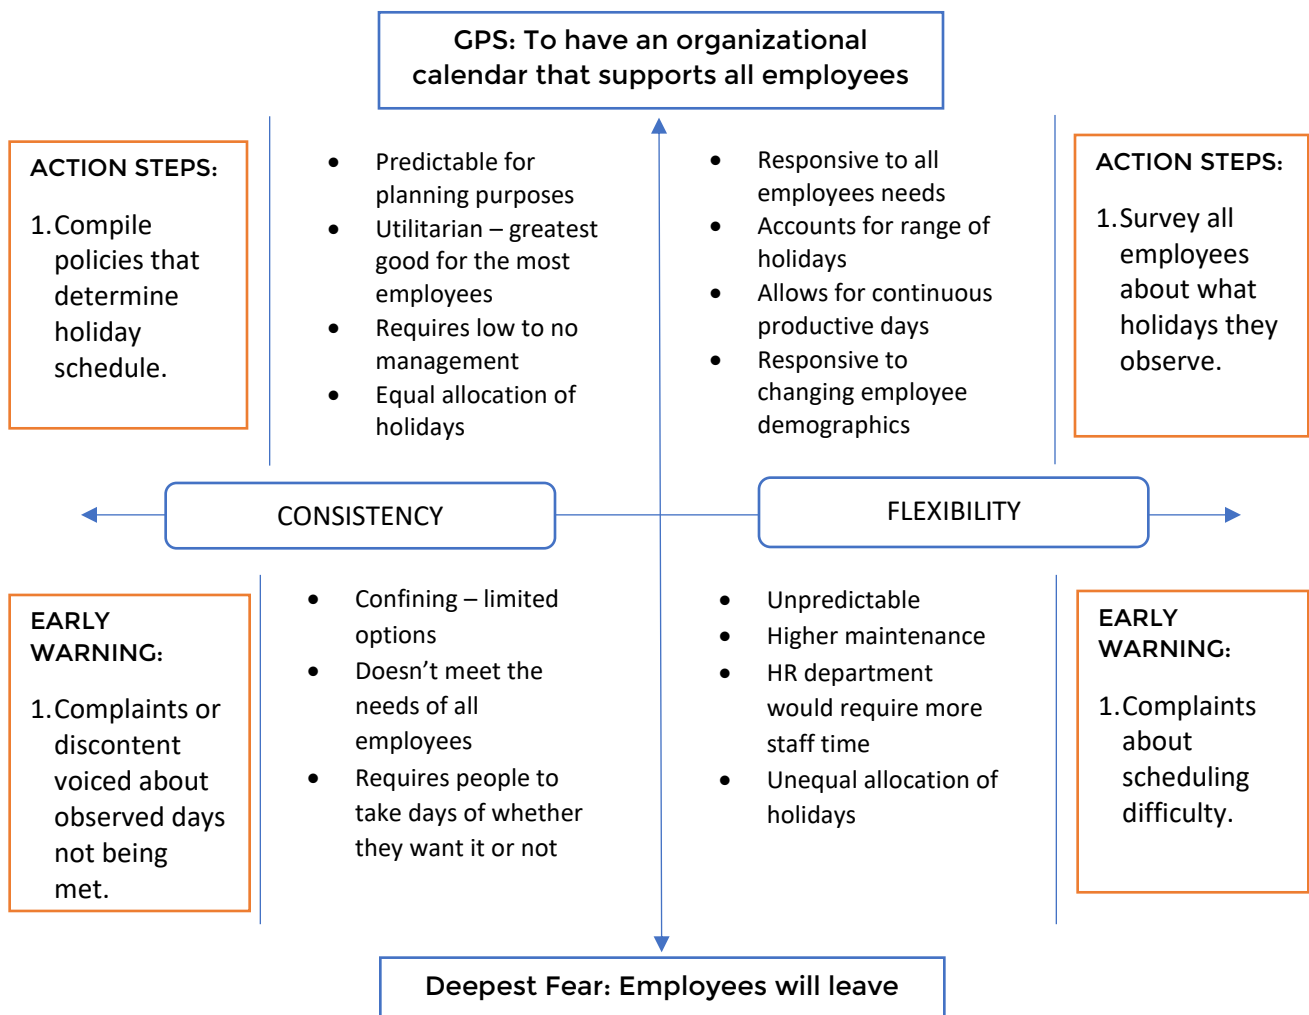 GPS: To have an organizational
calendar that supports all employees
ACTION STEPS:
1. Compile
policies that
determine
holiday
schedule.
• Predictable for
planning purposes
• Utilitarian – greatest
good for the most
employees
• Requires low to no
management
• Equal allocation of
holidays
• Responsive to all
employees needs
• Accounts for range of
holidays
• Allows for continuous
productive days
• Responsive to
changing employee
demographics
ACTION STEPS:
1. Survey all
employees
about what
holidays they
observe.
CONSISTENCY
FLEXIBILITY
EARLY
WARNING:
1. Complaints or
discontent
voiced about
observed days
not being
met.
• Confining – limited
options
• Doesn’t meet the
needs of all
employees
• Requires people to
take days of whether
they want it or not
• Unpredictable
• Higher maintenance
• HR department
would require more
staff time
• Unequal allocation of
holidays
EARLY
WARNING:
1. Complaints
about
scheduling
difficulty.
Deepest Fear: Employees will leave